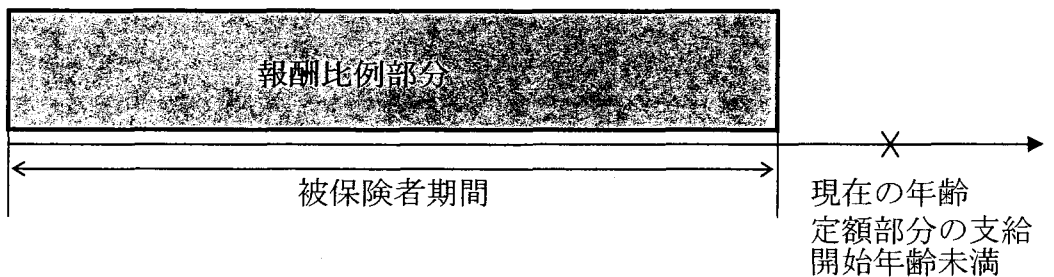 報酬比例部分
被保険者期間
現在の年齢
定額部分の支給
開始年齢未満